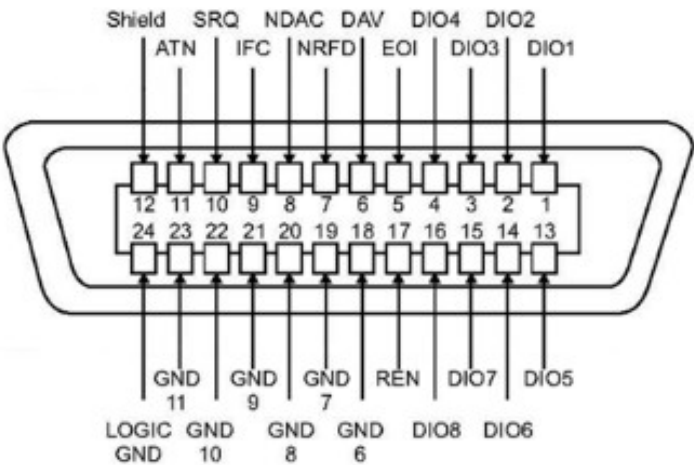 Shield SRQ NDAC DAV DIO4 DIO2
ATN IFC NRFD EOI DIO3 DIO1
12 11 10 9 8 7 6 5 4 3 2 1
24 23 22 21 20 19 18 17 16 15 14 13
GND GND GND REN DIO7 DIO5
11 9 7
LOGIC GND GND GND DIO8 DIO6
GND 10 8 6